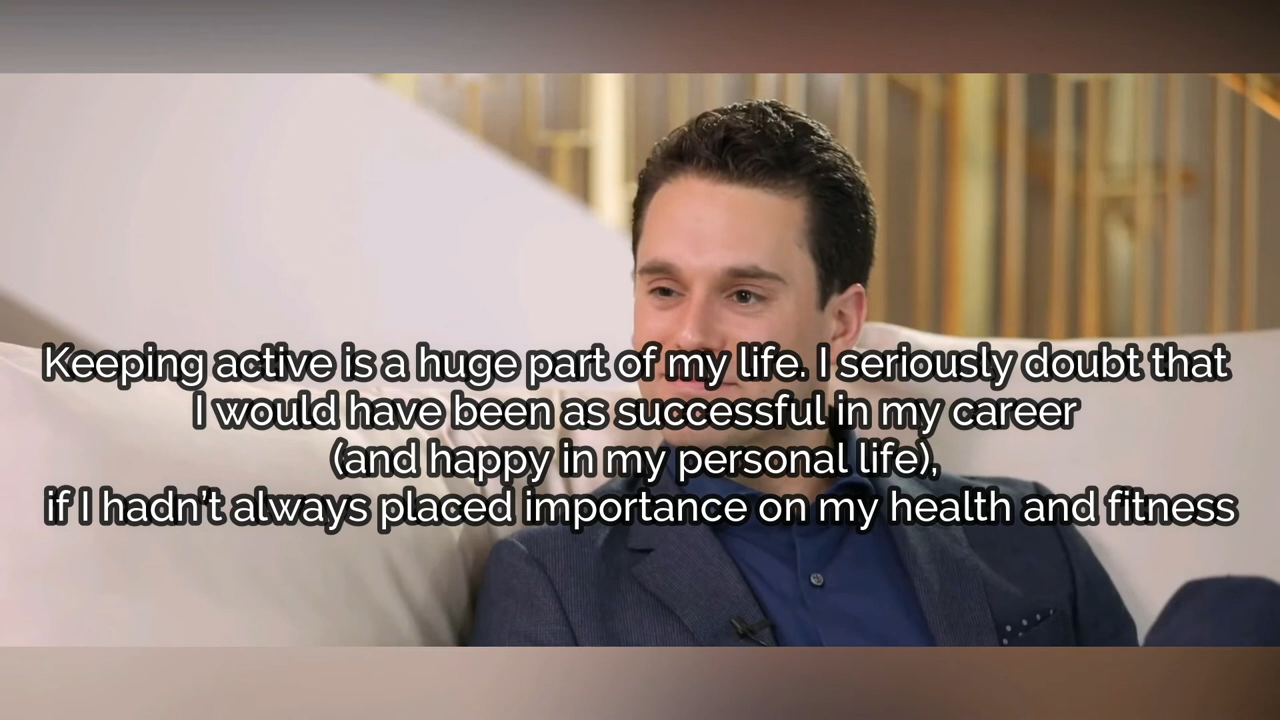 Keeping active is a huge part of my life. I seriously doubt that
I would have been as successful in my career
(and happy in my personal life),
if I hadn't always placed importance on my health and fitness